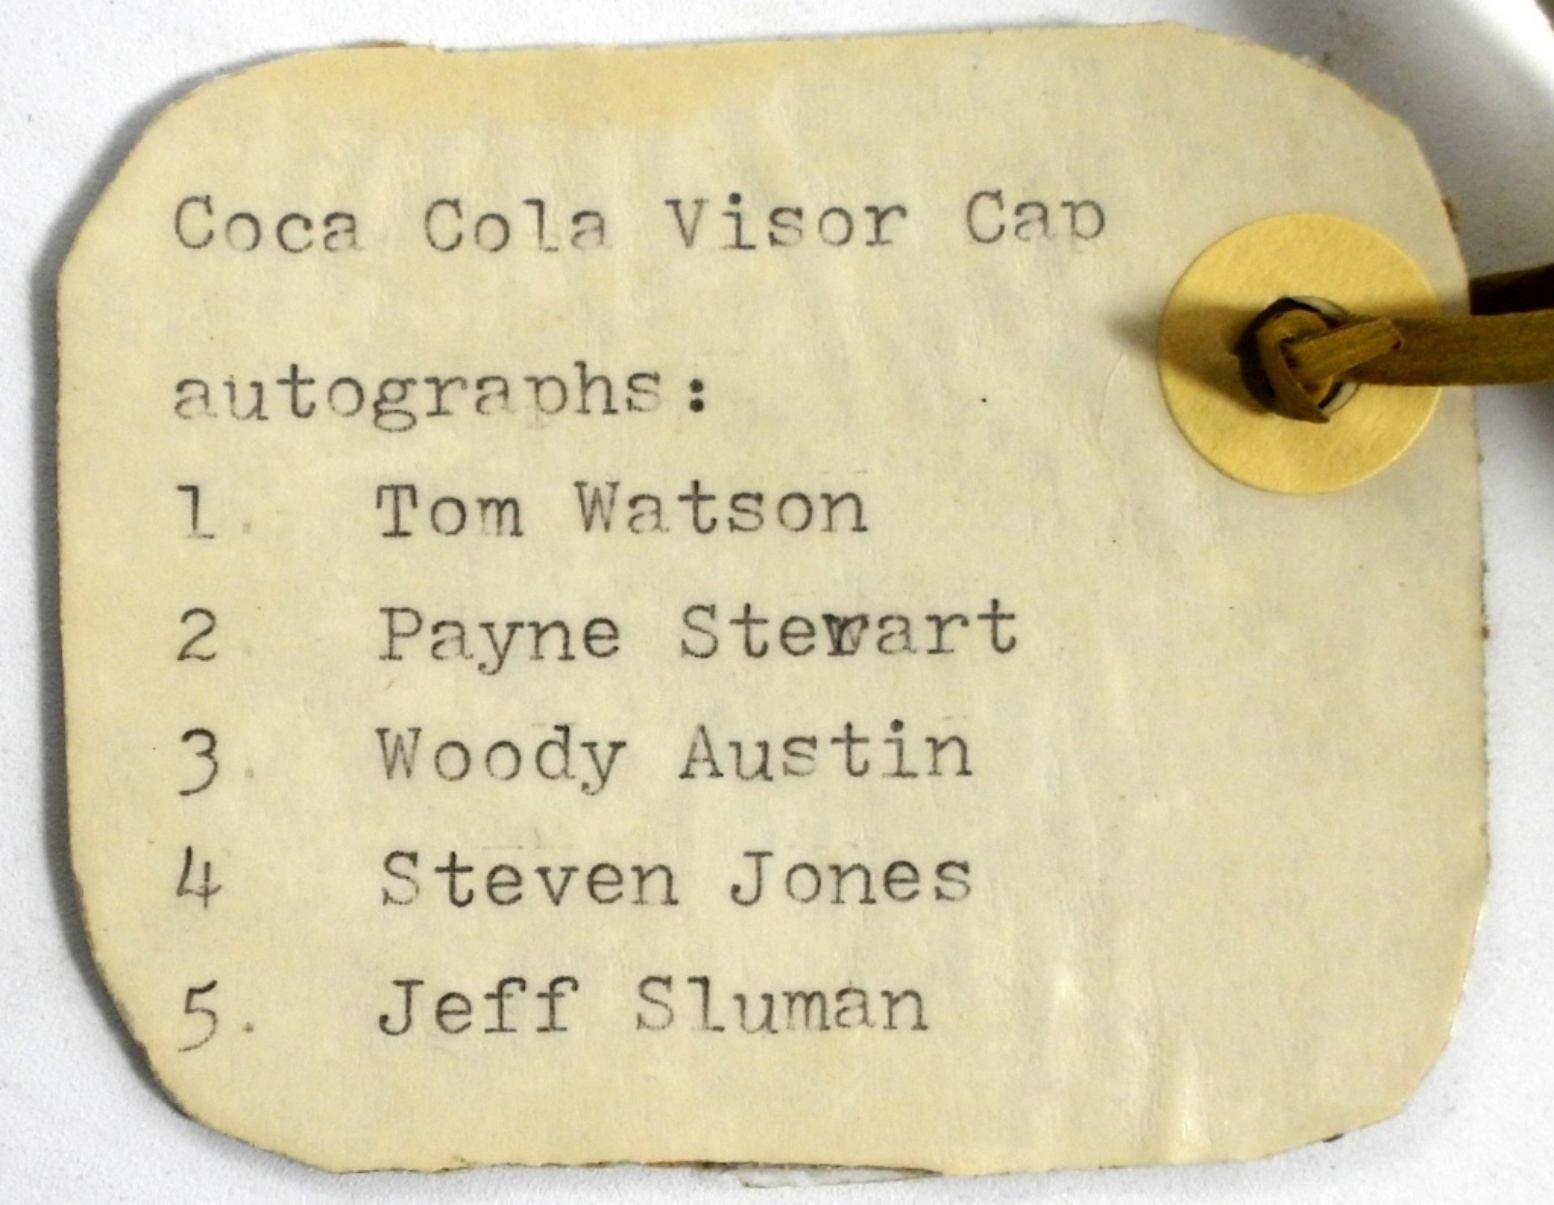 Coca Cola Visor Cap
autographs:
1. Tom Watson
2. Payne Stewart
3. Woody Austin
4 Steven Jones
5. Jeff Sluman